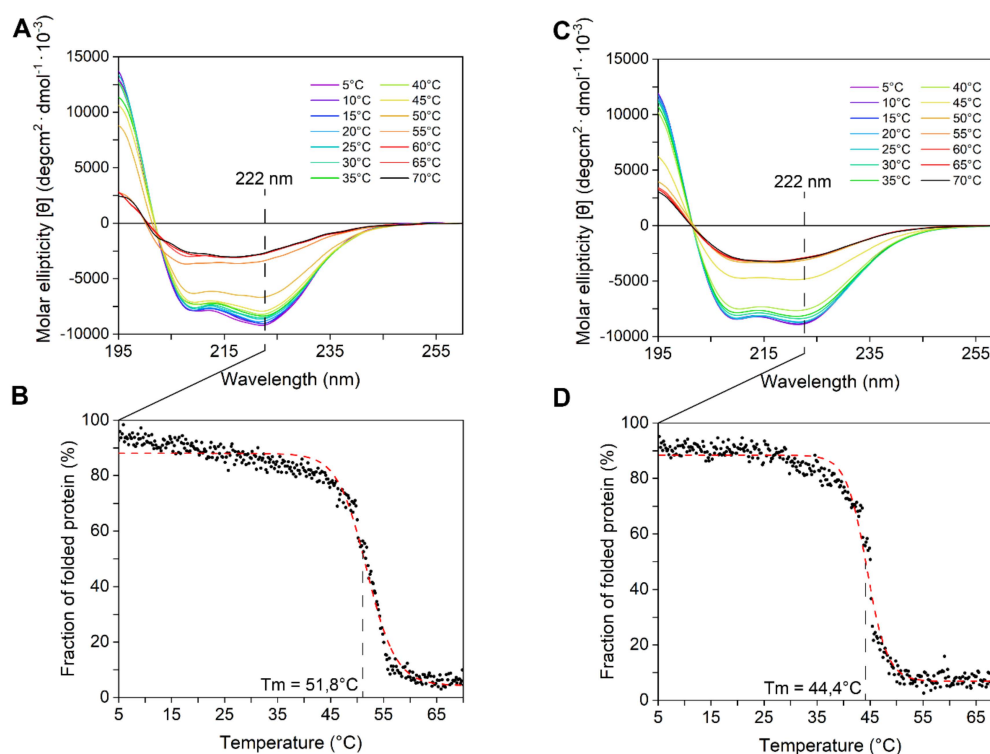 A
Molar ellipticity [θ] (degcm² · dmol⁻¹ · 10⁻³)
15000
10000
5000
0
-5000
-10000
5°C 40°C
10°C 45°C
15°C 50°C
20°C 55°C
25°C 60°C
30°C 65°C
35°C 70°C
222 nm
195 215 235 255
Wavelength (nm)
B
Fraction of folded protein (%)
100
80
60
40
20
0
Tm = 51,8°C
5 15 25 35 45 55 65
Temperature (°C)
C
Molar ellipticity [θ] (degcm² · dmol⁻¹ · 10⁻³)
15000
10000
5000
0
-5000
-10000
5°C 40°C
10°C 45°C
15°C 50°C
20°C 55°C
25°C 60°C
30°C 65°C
35°C 70°C
222 nm
195 215 235 255
Wavelength (nm)
D
Fraction of folded protein (%)
100
80
60
40
20
0
Tm = 44,4°C
5 15 25 35 45 55 65
Temperature (°C)